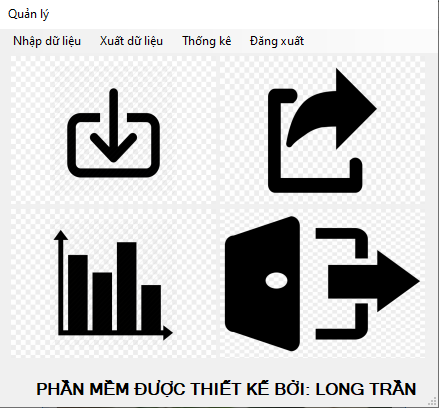 Quản lý
Nhập dữ liệu Xuất dữ liệu Thống kê Đăng xuất
PHẦN MỀM ĐƯỢC THIẾT KẾ BỞI: LONG TRẦN